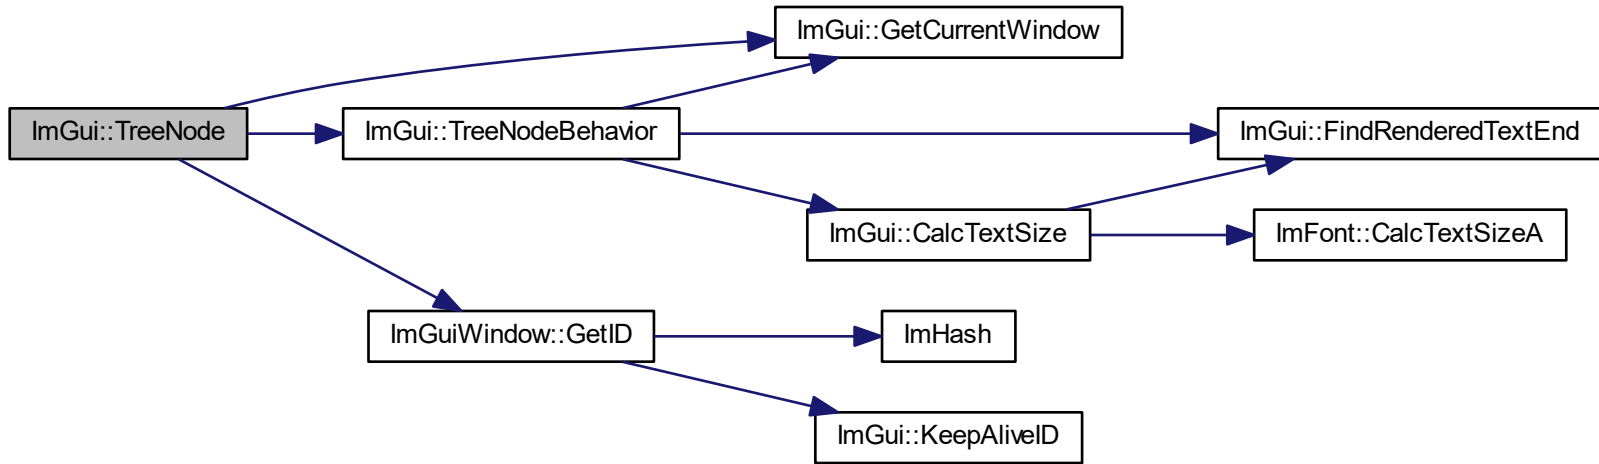 ImGui::GetCurrentWindow
ImGui::TreeNode
ImGui::TreeNodeBehavior
ImGui::FindRenderedTextEnd
ImGui::CalcTextSize
ImFont::CalcTextSizeA
ImGuiWindow::GetID
ImHash
ImGui::KeepAliveID